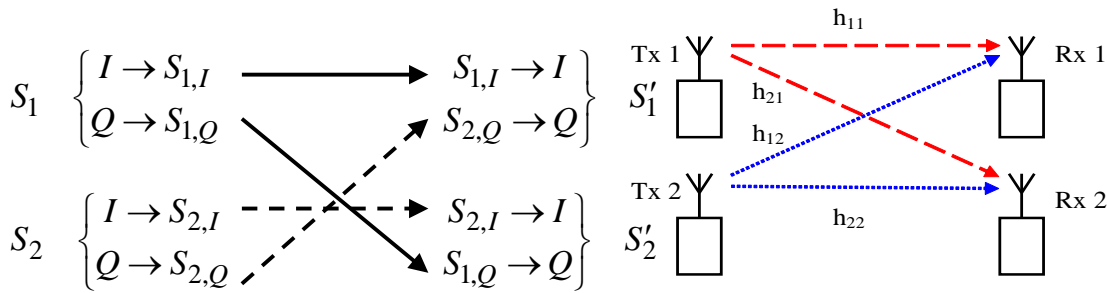 S₁ { I → S₁,I S₁,I → I }
Q → S₁,Q S₂,Q → Q
S₂ { I → S₂,I S₂,I → I }
Q → S₂,Q S₁,Q → Q
h₁₁
Tx 1 Rx 1
S′₁ h₂₁
h₁₂
Tx 2 Rx 2
S′₂ h₂₂